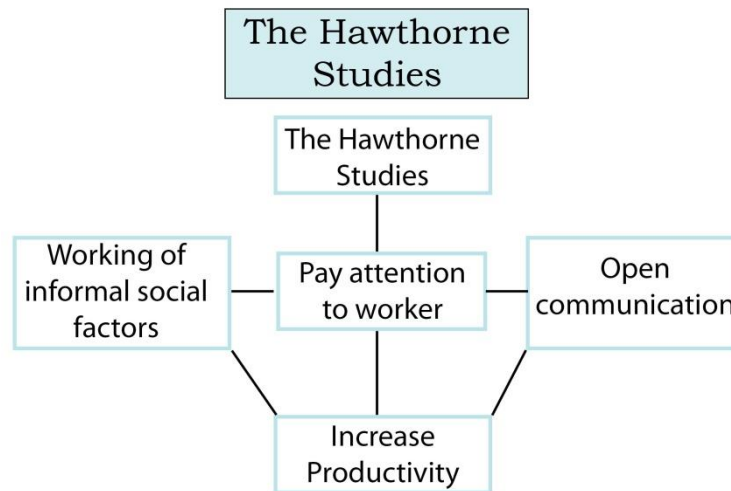 The Hawthorne
Studies
The Hawthorne
Studies
Working of
informal social
factors
Pay attention
to worker
Open
communication
Increase
Productivity